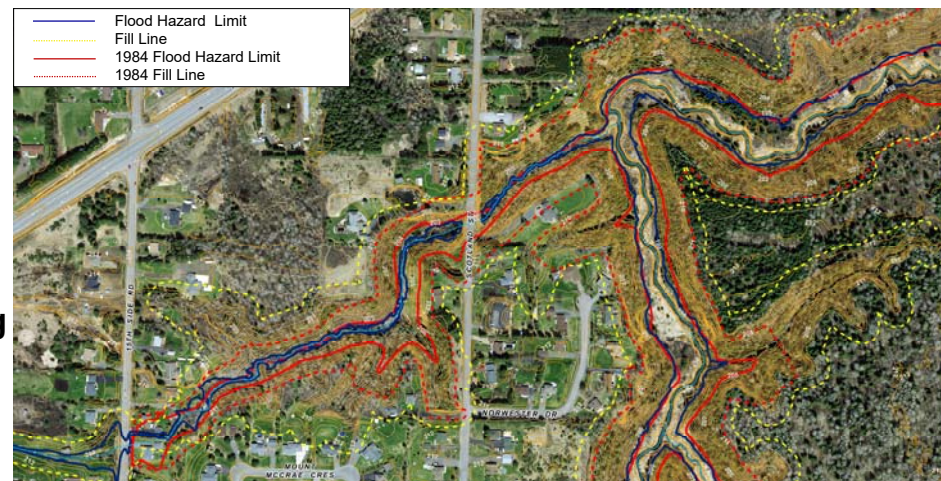 Flood Hazard Limit
Fill Line
1984 Flood Hazard Limit
1984 Fill Line
15TH SIDE RD
SCOTLAND ST
NORWESTER DR
MOUNT
MCCRAE CRES
g